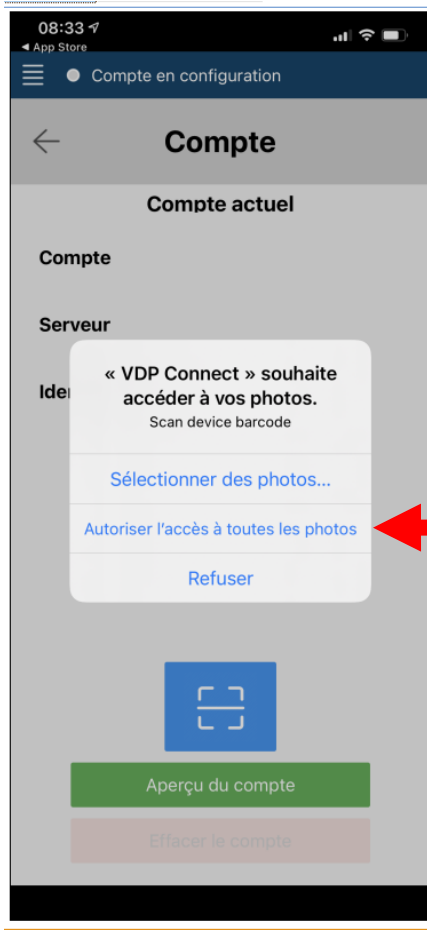 08:33
App Store
Compte en configuration
Compte
Compte actuel
Compte
Serveur
Iden
« VDP Connect » souhaite
accéder à vos photos.
Scan device barcode
Sélectionner des photos...
Autoriser l'accès à toutes les photos
Refuser
Aperçu du compte
Effacer le compte